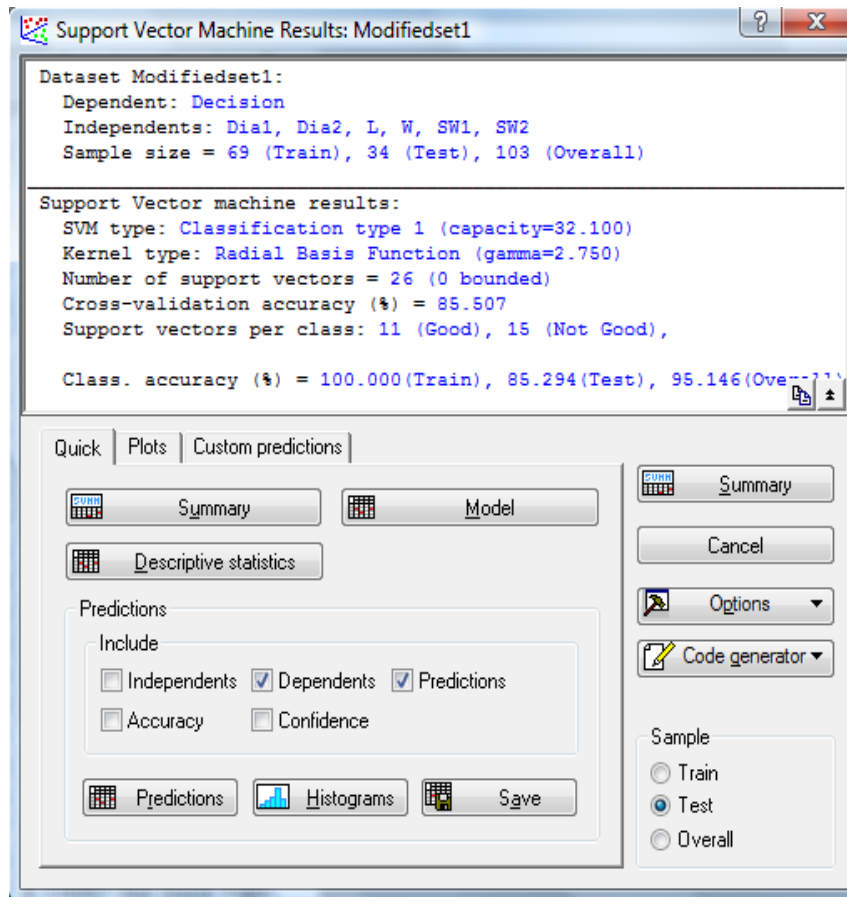 Support Vector Machine Results: Modifiedset1
Dataset Modifiedset1:
Dependent: Decision
Independents: Dia1, Dia2, L, W, SW1, SW2
Sample size = 69 (Train), 34 (Test), 103 (Overall)
Support Vector machine results:
SVM type: Classification type 1 (capacity=32.100)
Kernel type: Radial Basis Function (gamma=2.750)
Number of support vectors = 26 (0 bounded)
Cross-validation accuracy (%) = 85.507
Support vectors per class: 11 (Good), 15 (Not Good),
Class. accuracy (%) = 100.000(Train), 85.294(Test), 95.146(Overall)
Quick Plots Custom predictions
Summary Model
Descriptive statistics
Predictions
Include
Independents Dependents Predictions
Accuracy Confidence
Predictions Histograms Save
Summary
Cancel
Options
Code generator
Sample
Train
Test
Overall